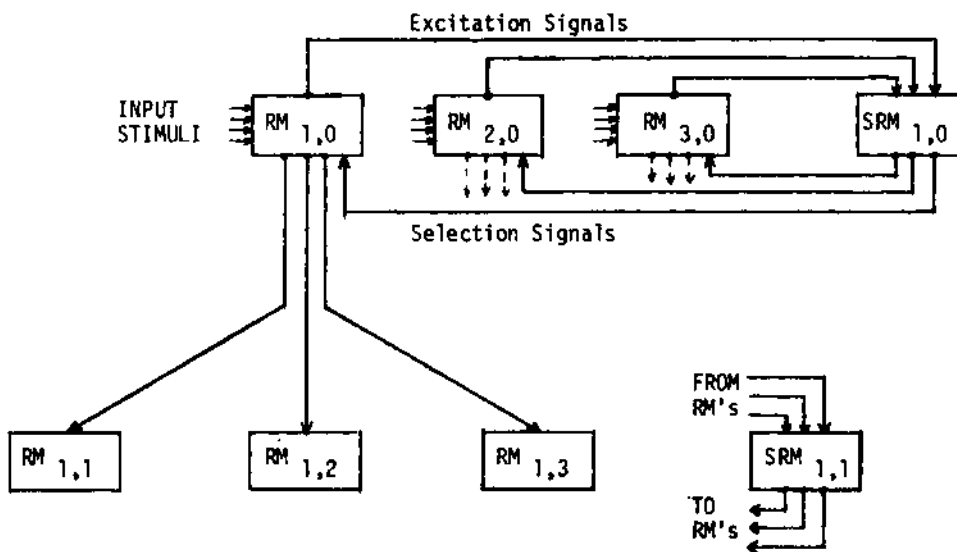 Excitation Signals
INPUT
STIMULI
RM 1,0
RM 2,0
RM 3,0
SRM 1,0
Selection Signals
FROM
RM's
RM 1,1
RM 1,2
RM 1,3
SRM 1,1
TO
RM's